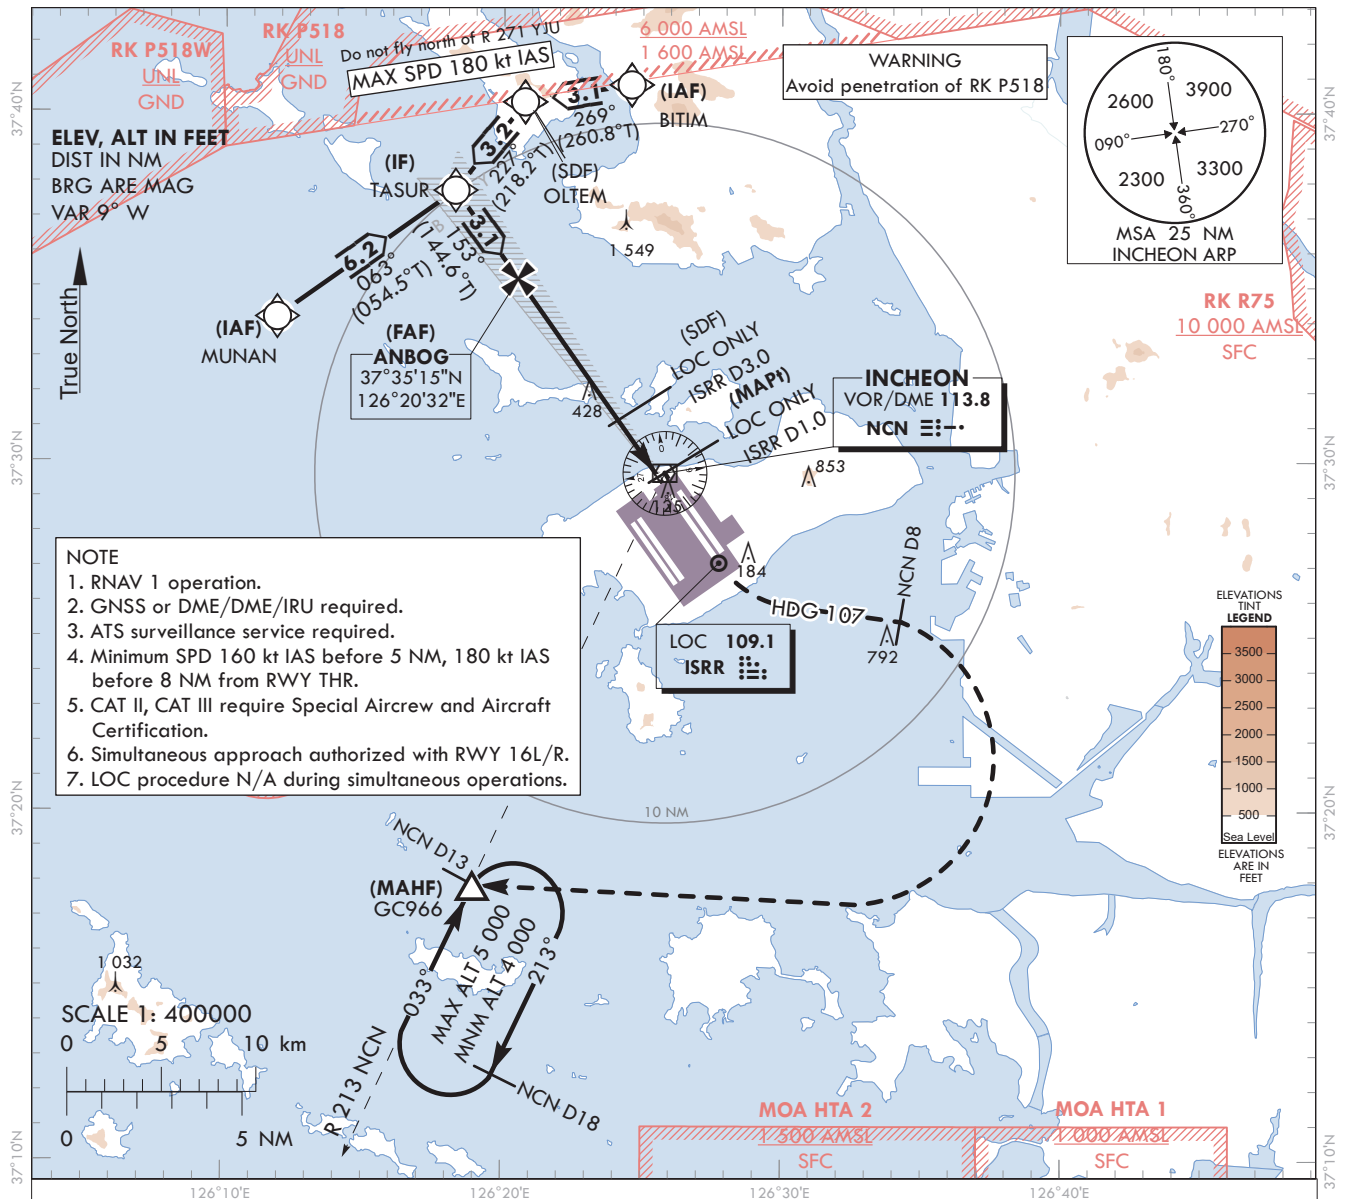 RK P518W
UNL
GND
RK P518
UNL
GND
Do not fly north of R 271 YJU
MAX SPD 180 kt IAS
6 000 AMSL
1 600 AMSL
WARNING
Avoid penetration of RK P518
180°
2600
3900
090°
270°
2300
3300
360°
MSA 25 NM
INCHEON ARP
37°40'N
37°40'N
ELEV, ALT IN FEET
DIST IN NM
BRG ARE MAG
VAR 9° W
True North
(IAF)
BITIM
3.1
269°
(260.8°T)
3.2
227°
(218.2°T)
(SDF)
OLTEM
(IF)
TASUR
3.1
153°
(144.6°T)
6.2
063°
(054.5°T)
(IAF)
MUNAN
1 549
(FAF)
ANBOG
37°35'15"N
126°20'32"E
RK R75
10 000 AMSL
SFC
(SDF)
LOC ONLY
ISRR D3.0
(MAPt)
LOC ONLY
ISRR D1.0
428
INCHEON
VOR/DME 113.8
NCN
37°30'N
37°30'N
853
125
184
NCN D8
HDG 107
792
LOC 109.1
ISRR
NOTE
1. RNAV 1 operation.
2. GNSS or DME/DME/IRU required.
3. ATS surveillance service required.
4. Minimum SPD 160 kt IAS before 5 NM, 180 kt IAS
before 8 NM from RWY THR.
5. CAT II, CAT III require Special Aircrew and Aircraft
Certification.
6. Simultaneous approach authorized with RWY 16L/R.
7. LOC procedure N/A during simultaneous operations.
ELEVATIONS
TINT
LEGEND
3500
3000
2500
2000
1500
1000
500
Sea Level
ELEVATIONS
ARE IN
FEET
37°20'N
37°20'N
10 NM
NCN D13
(MAHF)
GC966
MAX ALT 5 000
MNM ALT 4 000
033°
213°
R 213 NCN
NCN D18
1 032
SCALE 1: 400000
0 5 10 km
0 5 NM
MOA HTA 2
1 500 AMSL
SFC
MOA HTA 1
1 000 AMSL
SFC
37°10'N
37°10'N
126°10'E
126°20'E
126°30'E
126°40'E